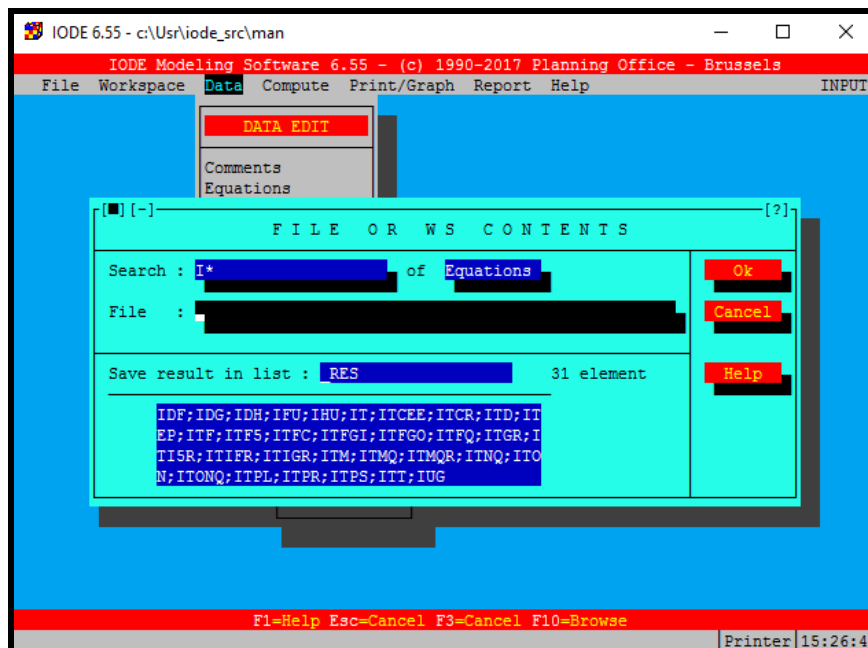 IODE 6.55 - c:\Usr\iode_src\man
IODE Modeling Software 6.55 - (c) 1990-2017 Planning Office - Brussels
File Workspace Data Compute Print/Graph Report Help INPUT
DATA EDIT
Comments
Equations
[■][-] [?]
FILE OR WS CONTENTS
Search : I* of Equations Ok
File : Cancel
Save result in list : _RES 31 element Help
IDF;IDG;IDH;IFU;IHU;IT;ITCEE;ITCR;ITD;IT
EP;ITF;ITF5;ITFC;ITFGI;ITFGO;ITFQ;ITGR;I
TI5R;ITIFR;ITIGR;ITM;ITMQ;ITMQR;ITNQ;ITO
N;ITONQ;ITPL;ITPR;ITPS;ITT;IUG
F1=Help Esc=Cancel F3=Cancel F10=Browse
Printer 15:26:4